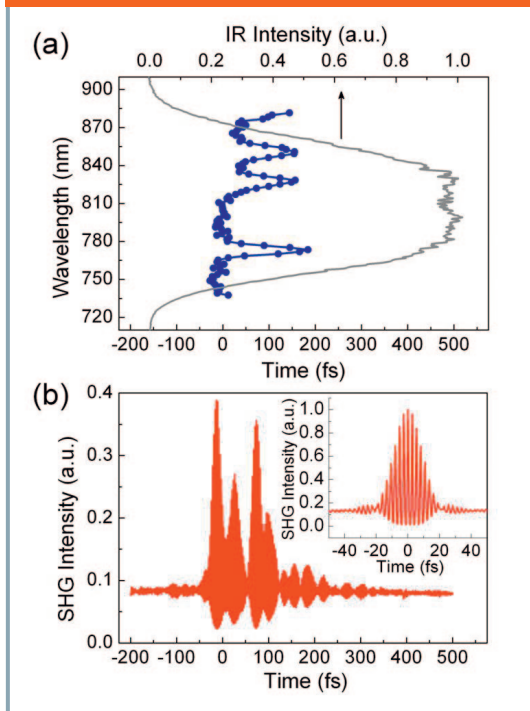 (a)
IR Intensity (a.u.)
0.0 0.2 0.4 0.6 0.8 1.0
Wavelength (nm)
900
870
840
810
780
750
720
-200 -100 0 100 200 300 400 500
Time (fs)
(b)
SHG Intensity (a.u.)
0.4
0.3
0.2
0.1
0.0
-200 -100 0 100 200 300 400 500
Time (fs)
SHG Intensity (a.u.)
1.0
0.8
0.6
0.4
0.2
0.0
-40 -20 0 20 40
Time (fs)